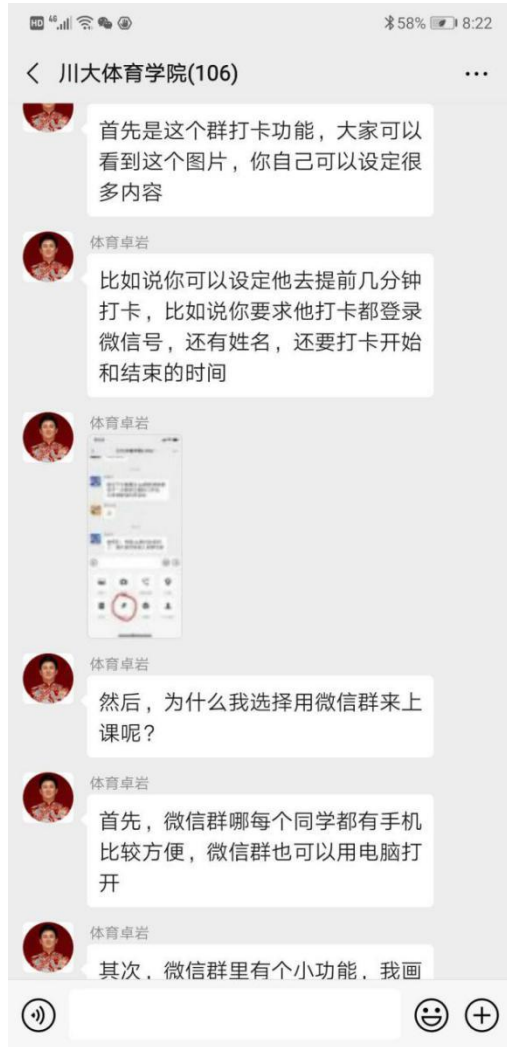 HD 46 58% 8:22
川大体育学院(106)
首先是这个群打卡功能，大家可以
看到这个图片，你自己可以设定很
多内容
体育卓岩
比如说你可以设定他去提前几分钟
打卡，比如说你要求他打卡都登录
微信号，还有姓名，还要打卡开始
和结束的时间
体育卓岩
体育卓岩
然后，为什么我选择用微信群来上
课呢？
体育卓岩
首先，微信群哪每个同学都有手机
比较方便，微信群也可以用电脑打
开
体育卓岩
其次，微信群里有个小功能，我画